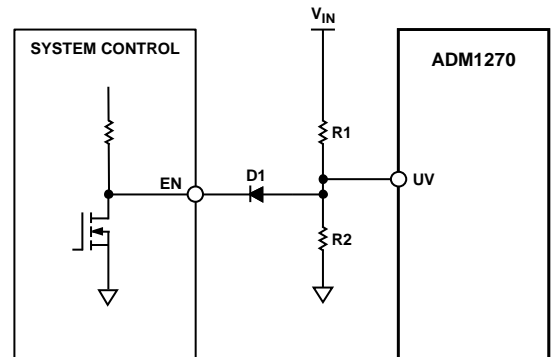 SYSTEM CONTROL
VIN
ADM1270
R1
EN
D1
UV
R2